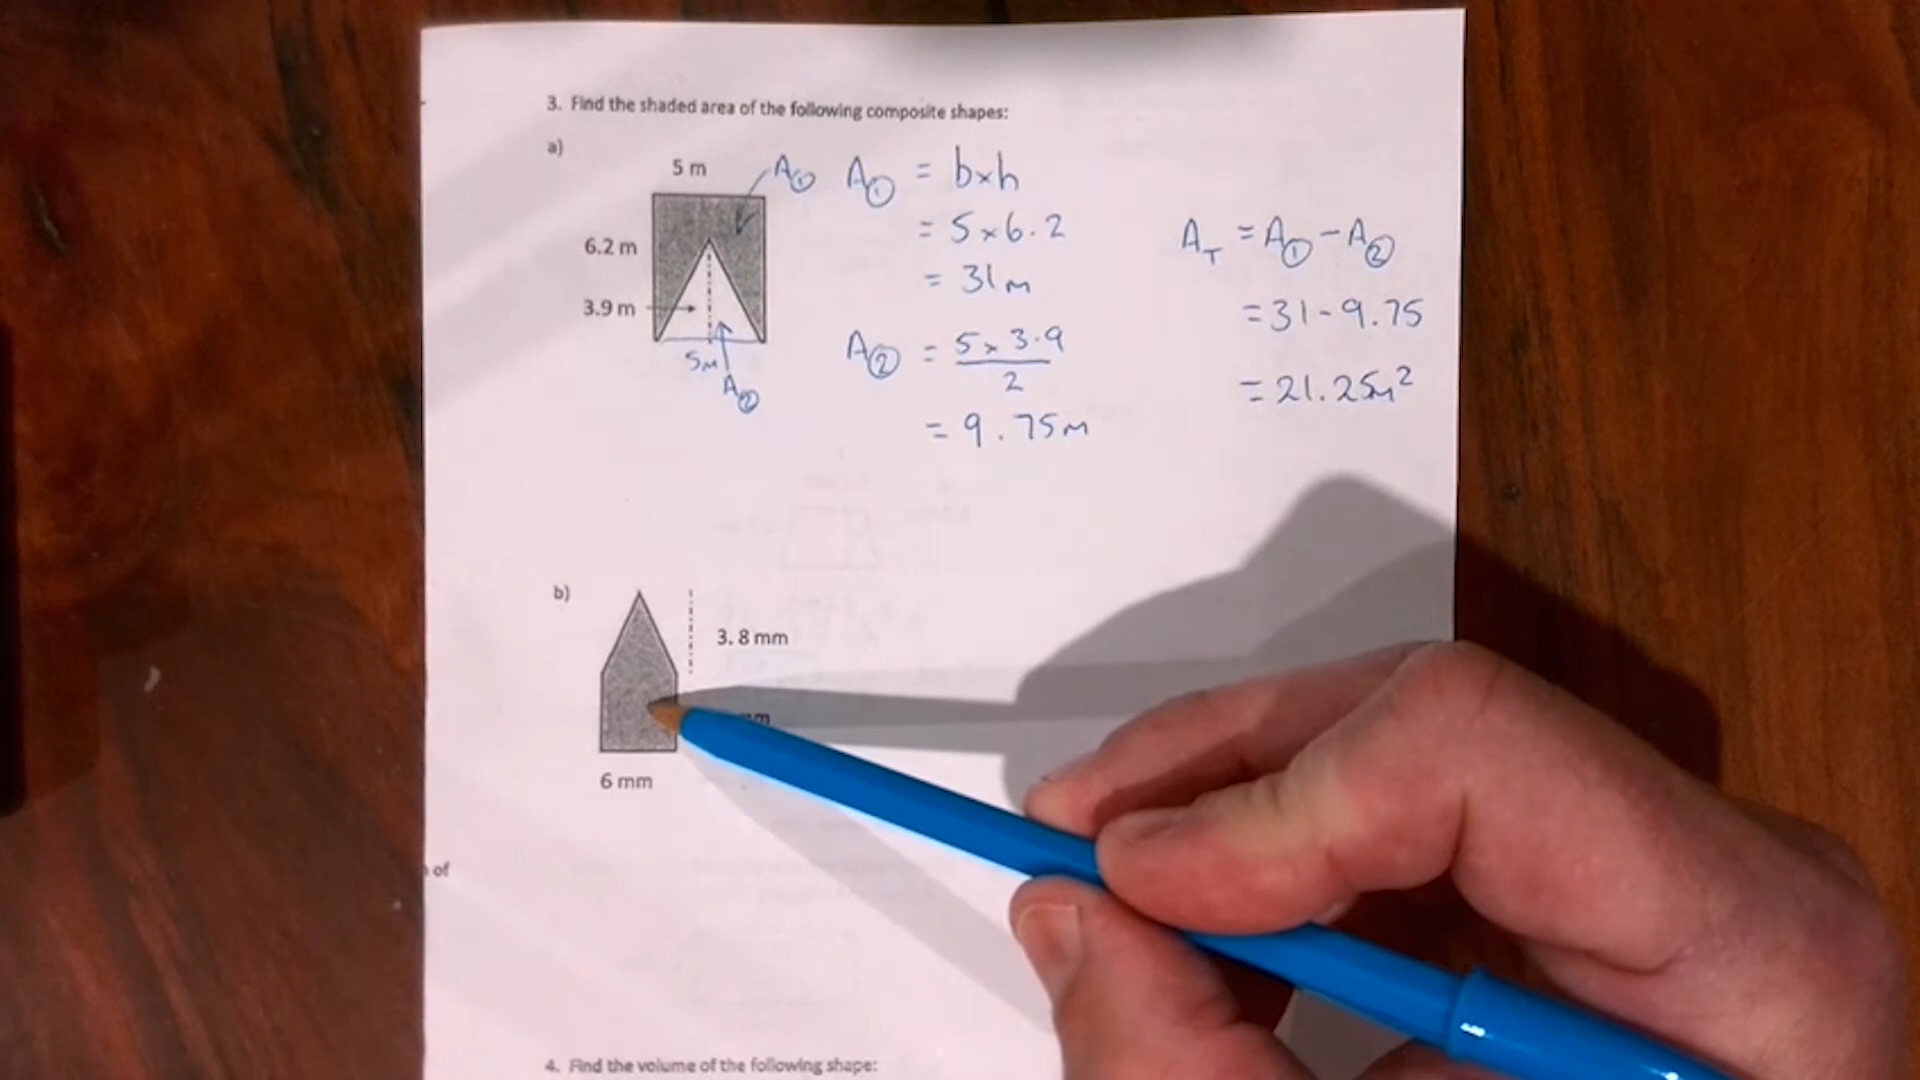 3. Find the shaded area of the following composite shapes:
a)
5 m
6.2 m
3.9 m
5m
A②
A①
A① = b×h
= 5×6.2
= 31m
A② = 5×3.9
2
= 9.75m
A_T = A① - A②
= 31 - 9.75
= 21.25m²
b)
3. 8 mm
6 mm
of
4. Find the volume of the following shape: